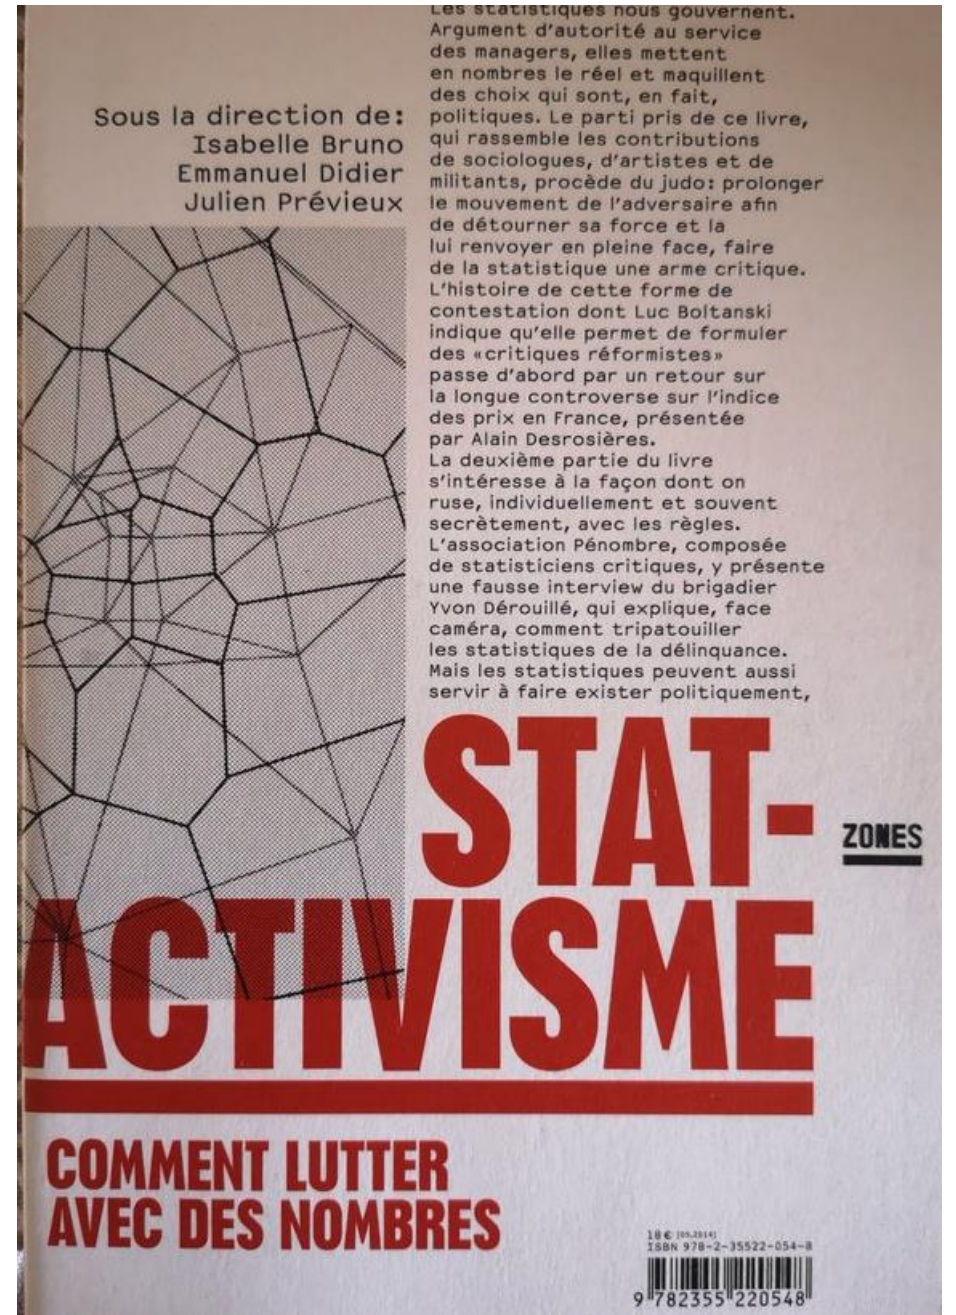 Les statistiques nous gouvernent.
Argument d'autorité au service
des managers, elles mettent
en nombres le réel et maquillent
des choix qui sont, en fait,
politiques. Le parti pris de ce livre,
qui rassemble les contributions
de sociologues, d'artistes et de
militants, procède du judo: prolonger
le mouvement de l'adversaire afin
de détourner sa force et la
lui renvoyer en pleine face, faire
de la statistique une arme critique.
L'histoire de cette forme de
contestation dont Luc Boltanski
indique qu'elle permet de formuler
des «critiques réformistes»
passe d'abord par un retour sur
la longue controverse sur l'indice
des prix en France, présentée
par Alain Desrosières.
La deuxième partie du livre
s'intéresse à la façon dont on
ruse, individuellement et souvent
secrètement, avec les règles.
L'association Pénombre, composée
de statisticiens critiques, y présente
une fausse interview du brigadier
Yvon Dérouillé, qui explique, face
caméra, comment tripatouiller
les statistiques de la délinquance.
Mais les statistiques peuvent aussi
servir à faire exister politiquement,
Sous la direction de:
Isabelle Bruno
Emmanuel Didier
Julien Prévieux
STAT-
ACTIVISME
ZONES
COMMENT LUTTER
AVEC DES NOMBRES
18 € [05.2014]
ISBN 978-2-35522-054-8
9 782355 220548